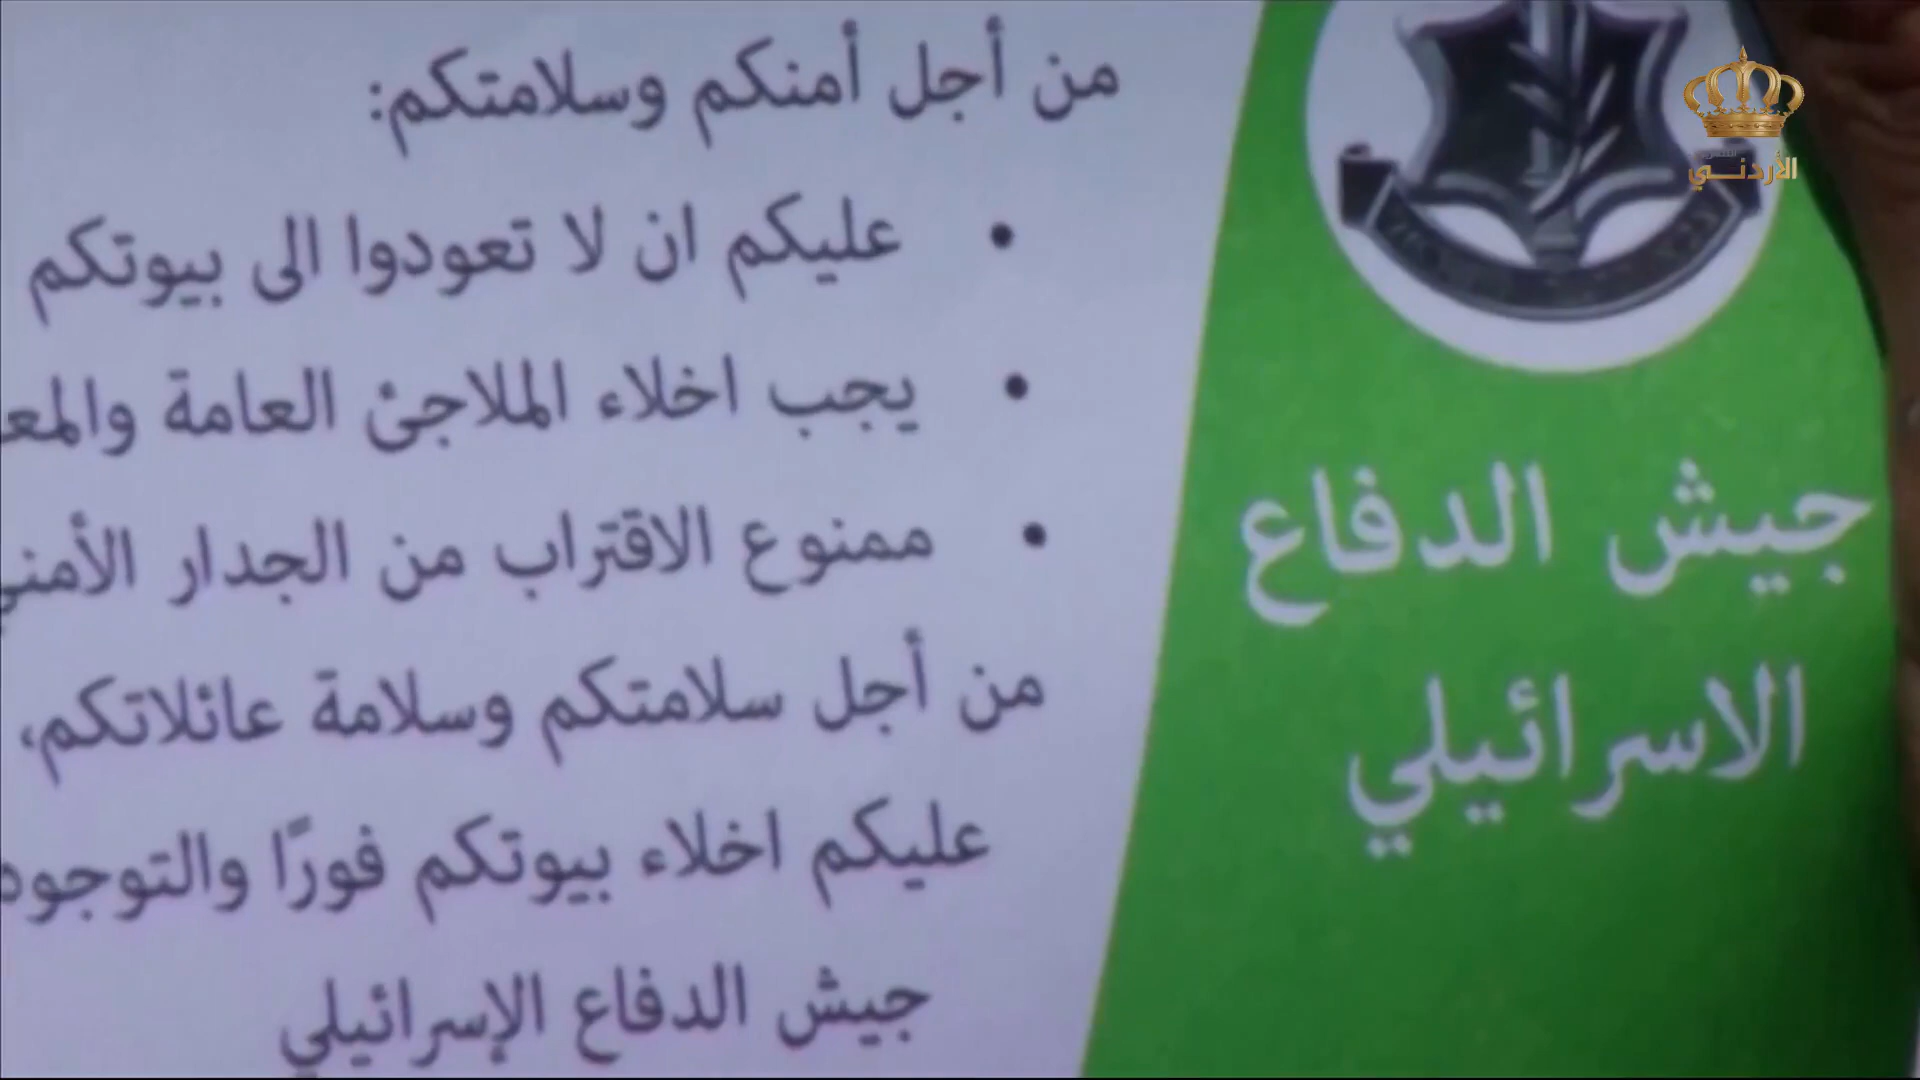 من أجل أمنكم وسلامتكم:
• عليكم ان لا تعودوا الى بيوتكم
• يجب اخلاء الملاجئ العامة
• ممنوع الاقتراب من الجدار
من أجل سلامتكم وسلامة عائلاتكم،
عليكم اخلاء بيوتكم فورًا
جيش الدفاع الإسرائيلي
جيش الدفاع
الاسرائيلي
الأردني